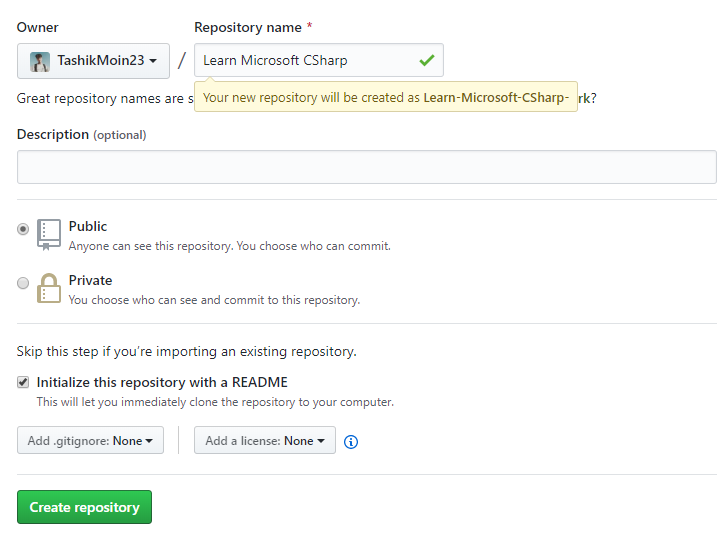 Owner Repository name *
TashikMoin23 / Learn Microsoft CSharp
Great repository names are s
Your new repository will be created as Learn-Microsoft-CSharp-
rk?
Description (optional)
Public
Anyone can see this repository. You choose who can commit.
Private
You choose who can see and commit to this repository.
Skip this step if you’re importing an existing repository.
Initialize this repository with a README
This will let you immediately clone the repository to your computer.
Add .gitignore: None Add a license: None
Create repository